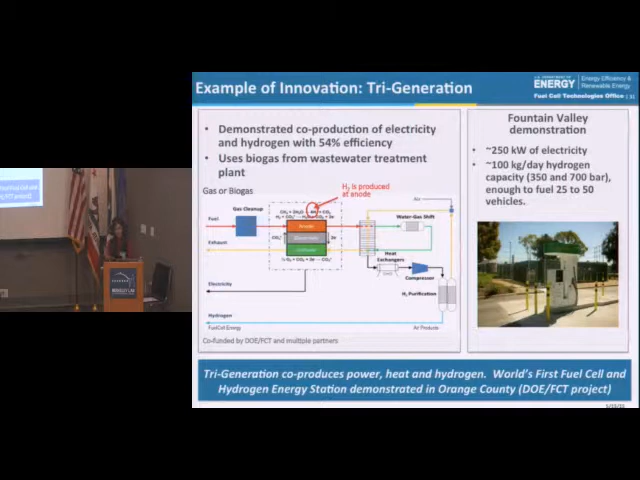 Example of Innovation: Tri-Generation
U.S. DEPARTMENT OF
ENERGY
Energy Efficiency &
Renewable Energy
Fuel Cell Technologies Office |
• Demonstrated co-production of electricity
and hydrogen with 54% efficiency
• Uses biogas from wastewater treatment
plant
Gas or Biogas
H₂ is produced
at anode
Gas Cleanup
Fuel
Exhaust
Anode
Air
Water-Gas Shift
Heat
Exchangers
Compressor
H₂ Purification
Electricity
Hydrogen
FuelCell Energy
Air Products
Co-funded by DOE/FCT and multiple partners
Fountain Valley
demonstration
• ~250 kW of electricity
• ~100 kg/day hydrogen
capacity (350 and 700 bar),
enough to fuel 25 to 50
vehicles.
Tri-Generation co-produces power, heat and hydrogen. World's First Fuel Cell and
Hydrogen Energy Station demonstrated in Orange County (DOE/FCT project)
BERKELEY LAB